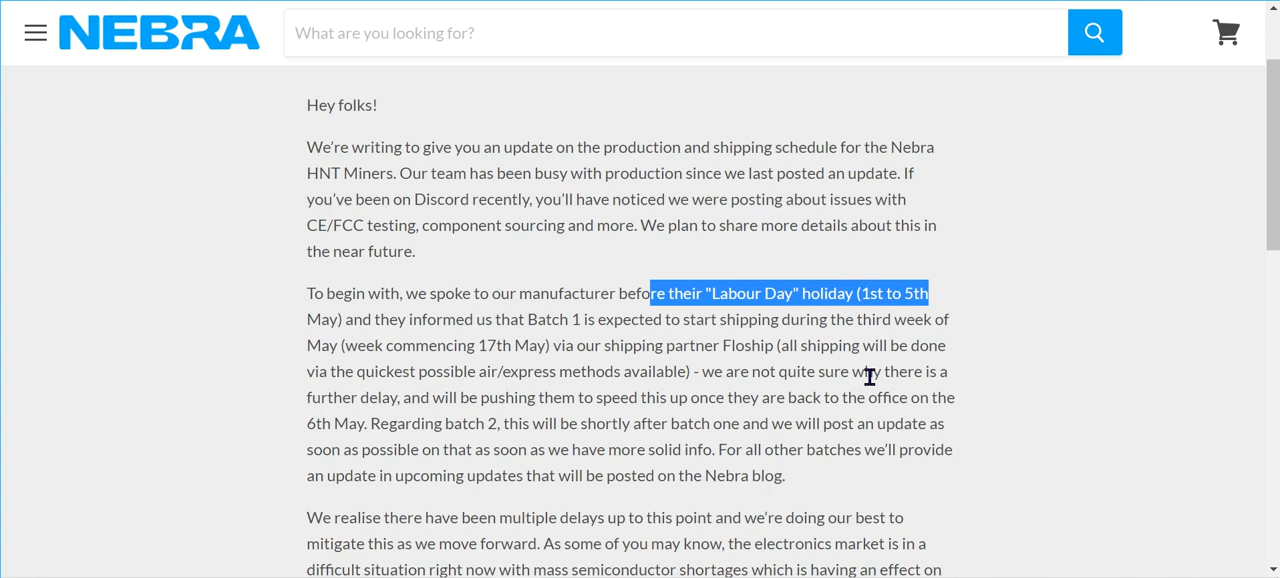 NEBRA
What are you looking for?
Hey folks!
We're writing to give you an update on the production and shipping schedule for the Nebra
HNT Miners. Our team has been busy with production since we last posted an update. If
you've been on Discord recently, you'll have noticed we were posting about issues with
CE/FCC testing, component sourcing and more. We plan to share more details about this in
the near future.
To begin with, we spoke to our manufacturer before their "Labour Day" holiday (1st to 5th
May) and they informed us that Batch 1 is expected to start shipping during the third week of
May (week commencing 17th May) via our shipping partner Floship (all shipping will be done
via the quickest possible air/express methods available) - we are not quite sure why there is a
further delay, and will be pushing them to speed this up once they are back to the office on the
6th May. Regarding batch 2, this will be shortly after batch one and we will post an update as
soon as possible on that as soon as we have more solid info. For all other batches we'll provide
an update in upcoming updates that will be posted on the Nebra blog.
We realise there have been multiple delays up to this point and we're doing our best to
mitigate this as we move forward. As some of you may know, the electronics market is in a
difficult situation right now with mass semiconductor shortages which is having an effect on